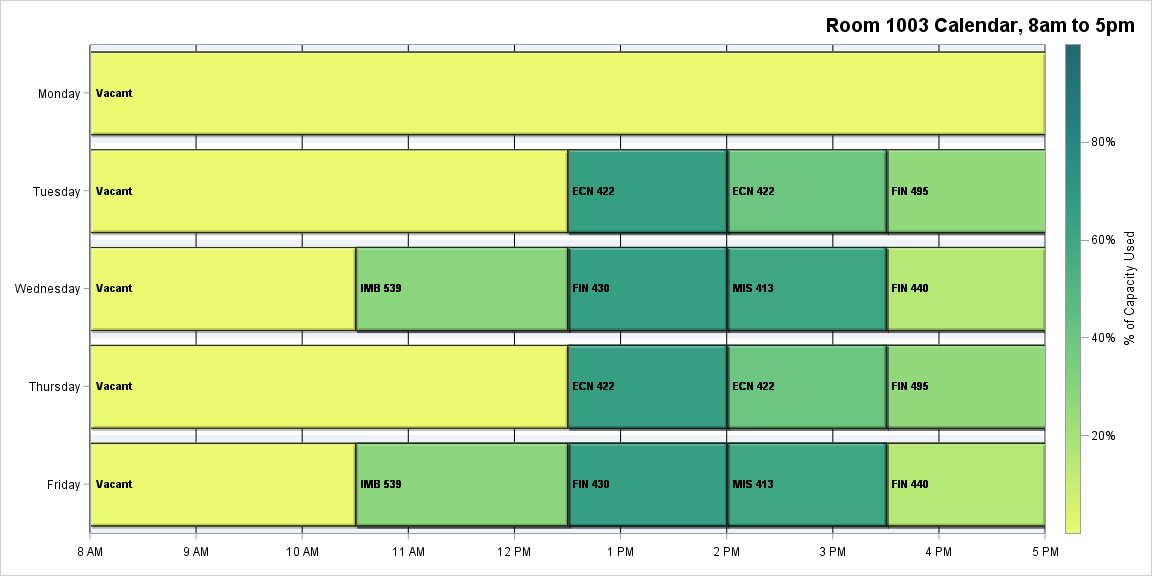 Room 1003 Calendar, 8am to 5pm
Monday
Vacant
Tuesday
Vacant
ECN 422
ECN 422
FIN 495
Wednesday
Vacant
IMB 539
FIN 430
MIS 413
FIN 440
Thursday
Vacant
ECN 422
ECN 422
FIN 495
Friday
Vacant
IMB 539
FIN 430
MIS 413
FIN 440
8 AM 9 AM 10 AM 11 AM 12 PM 1 PM 2 PM 3 PM 4 PM 5 PM
80%
60%
40%
20%
% of Capacity Used